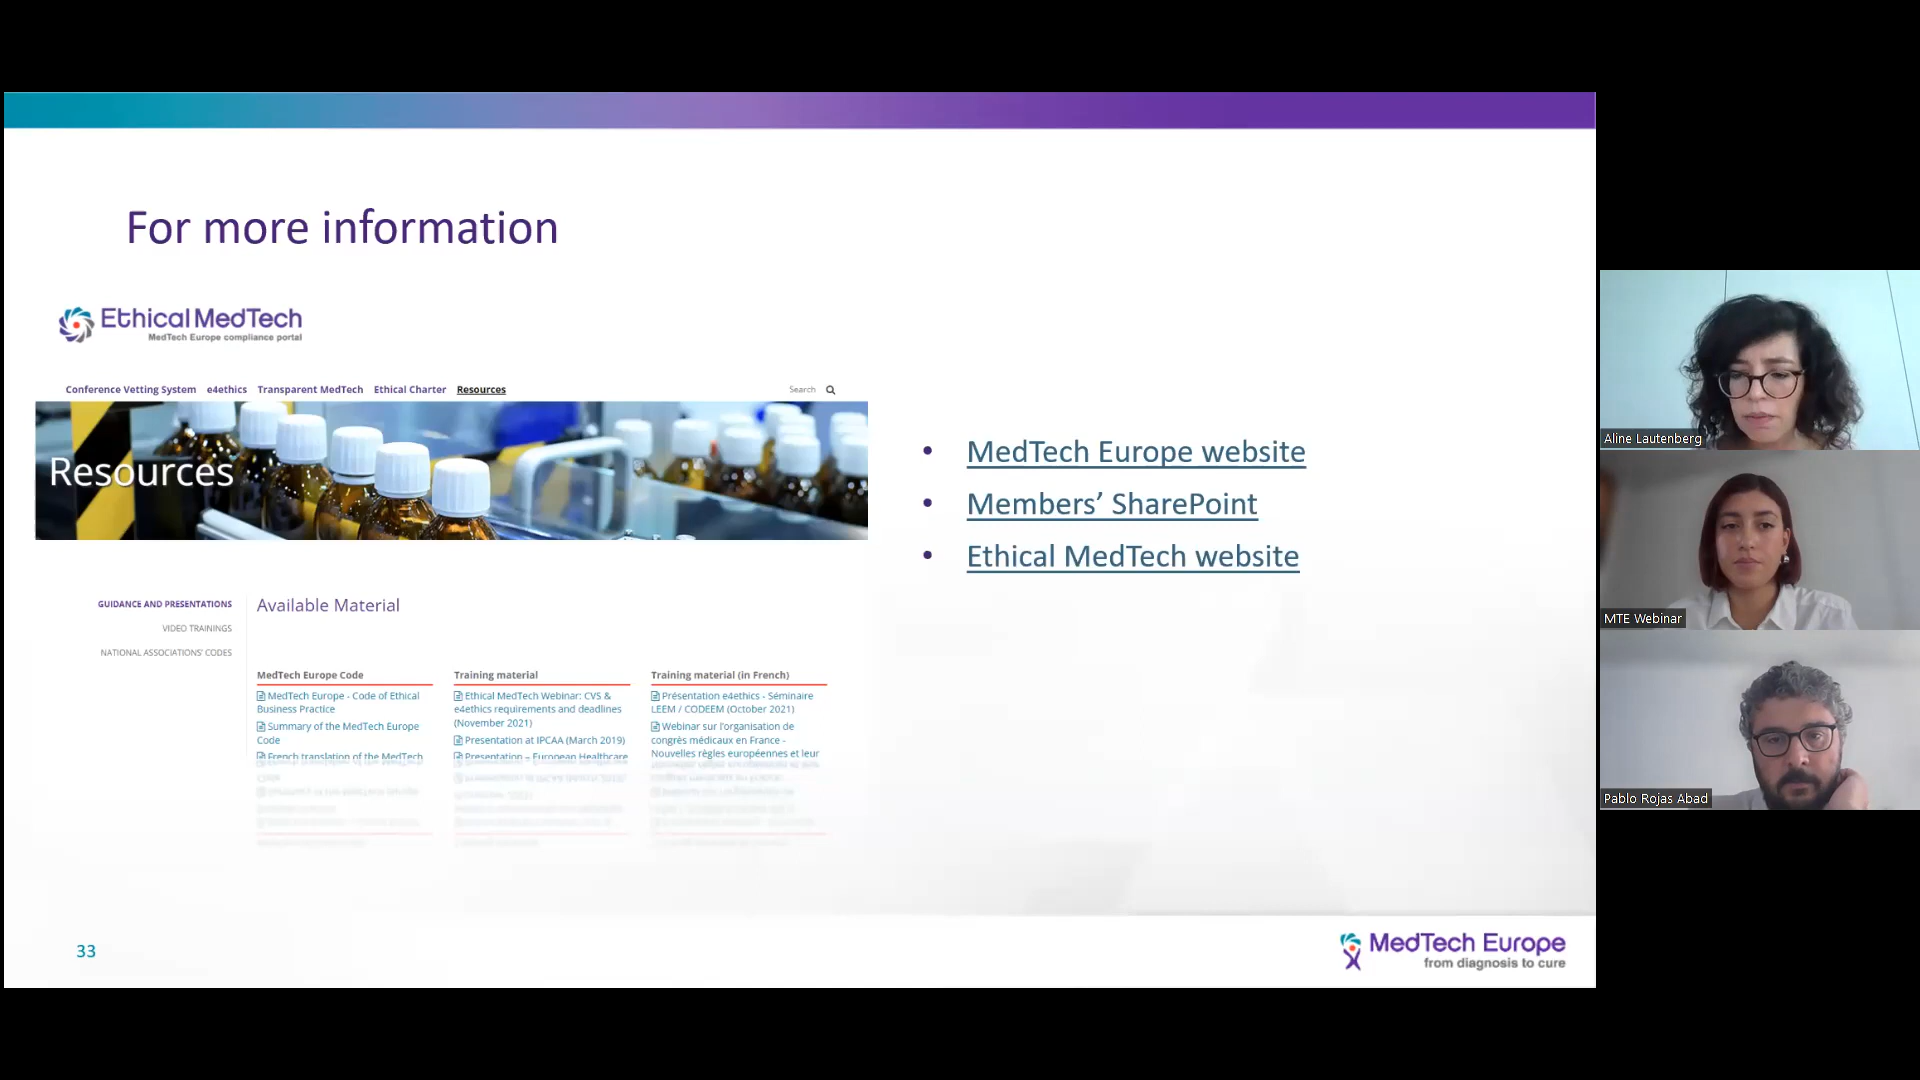 For more information
Ethical MedTech
MedTech Europe compliance portal
Conference Vetting System e4ethics Transparent MedTech Ethical Charter Resources Search
Resources
GUIDANCE AND PRESENTATIONS
VIDEO TRAININGS
NATIONAL ASSOCIATIONS' CODES
Available Material
MedTech Europe Code
MedTech Europe - Code of Ethical
Business Practice
Summary of the MedTech Europe
Code
French translation of the MedTech
Training material
Ethical MedTech Webinar: CVS &
e4ethics requirements and deadlines
(November 2021)
Presentation at IPCAA (March 2019)
Presentation – European Healthcare
Training material (in French)
Présentation e4ethics - Séminaire
LEEM / CODEEM (October 2021)
Webinar sur l'organisation de
congrès médicaux en France -
Nouvelles règles européennes et leur
• MedTech Europe website
• Members’ SharePoint
• Ethical MedTech website
33
MedTech Europe
from diagnosis to cure
Aline Lautenberg
MTE Webinar
Pablo Rojas Abad